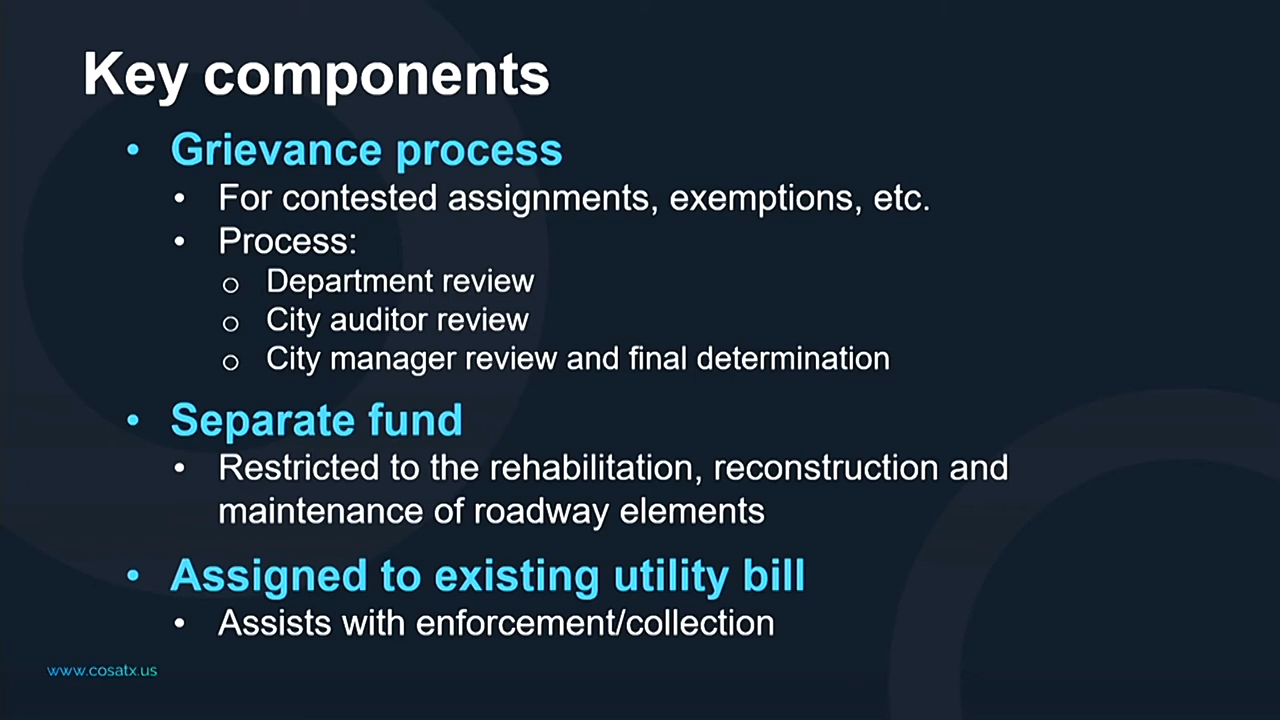 Key components
• Grievance process
• For contested assignments, exemptions, etc.
• Process:
o Department review
o City auditor review
o City manager review and final determination
• Separate fund
• Restricted to the rehabilitation, reconstruction and
maintenance of roadway elements
• Assigned to existing utility bill
• Assists with enforcement/collection
www.cosatx.us